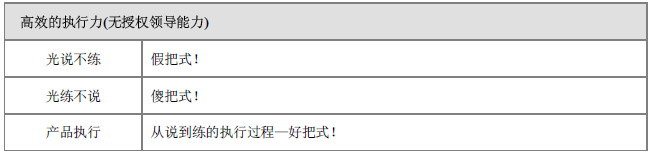 高效的执行力(无授权领导能力)
光说不练 假把式！
光练不说 傻把式！
产品执行 从说到练的执行过程—好把式！